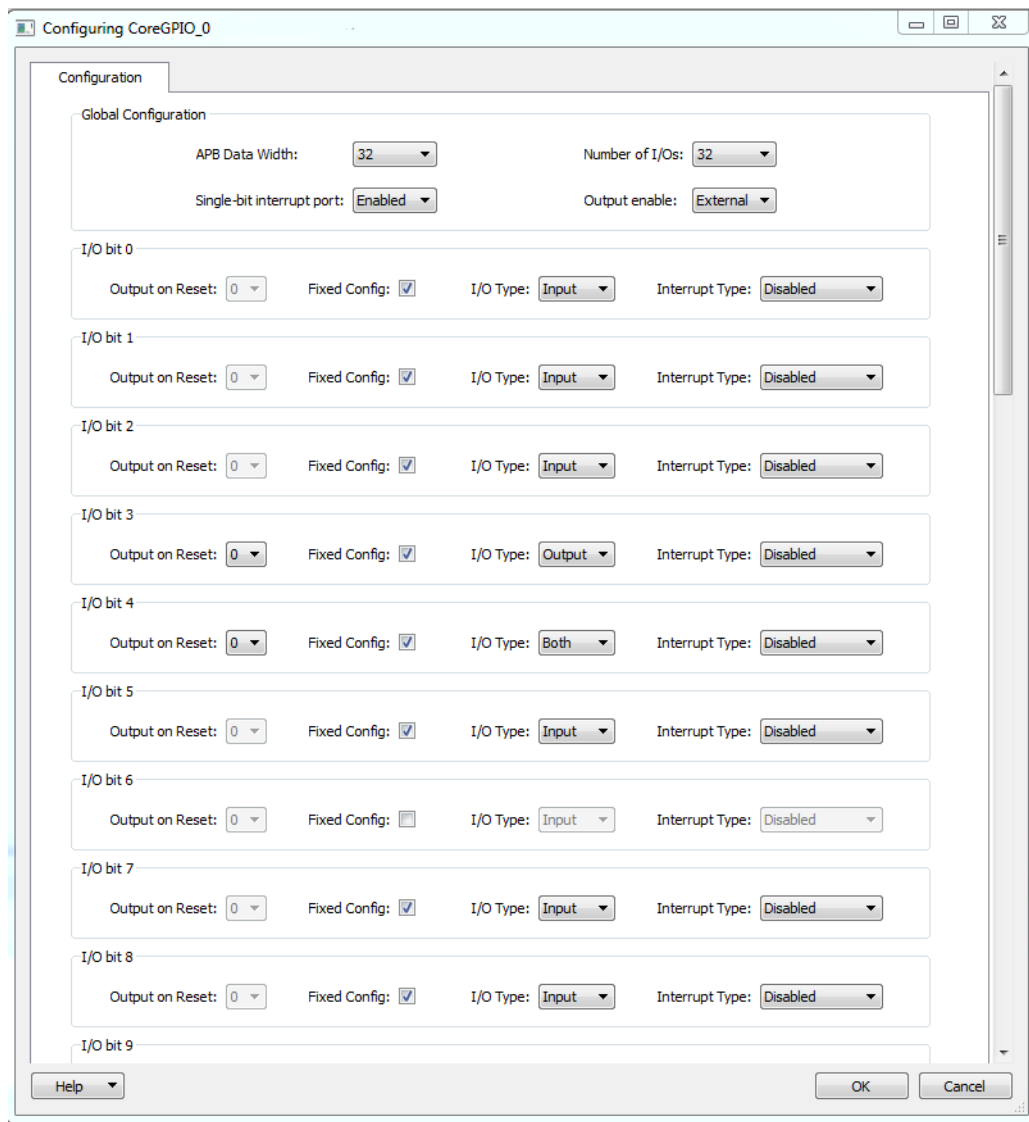 Configuring CoreGPIO_0
Configuration
Global Configuration
APB Data Width: 32 Number of I/Os: 32
Single-bit interrupt port: Enabled Output enable: External
I/O bit 0
Output on Reset: 0 Fixed Config: I/O Type: Input Interrupt Type: Disabled
I/O bit 1
Output on Reset: 0 Fixed Config: I/O Type: Input Interrupt Type: Disabled
I/O bit 2
Output on Reset: 0 Fixed Config: I/O Type: Input Interrupt Type: Disabled
I/O bit 3
Output on Reset: 0 Fixed Config: I/O Type: Output Interrupt Type: Disabled
I/O bit 4
Output on Reset: 0 Fixed Config: I/O Type: Both Interrupt Type: Disabled
I/O bit 5
Output on Reset: 0 Fixed Config: I/O Type: Input Interrupt Type: Disabled
I/O bit 6
Output on Reset: 0 Fixed Config: I/O Type: Input Interrupt Type: Disabled
I/O bit 7
Output on Reset: 0 Fixed Config: I/O Type: Input Interrupt Type: Disabled
I/O bit 8
Output on Reset: 0 Fixed Config: I/O Type: Input Interrupt Type: Disabled
I/O bit 9
Help OK Cancel